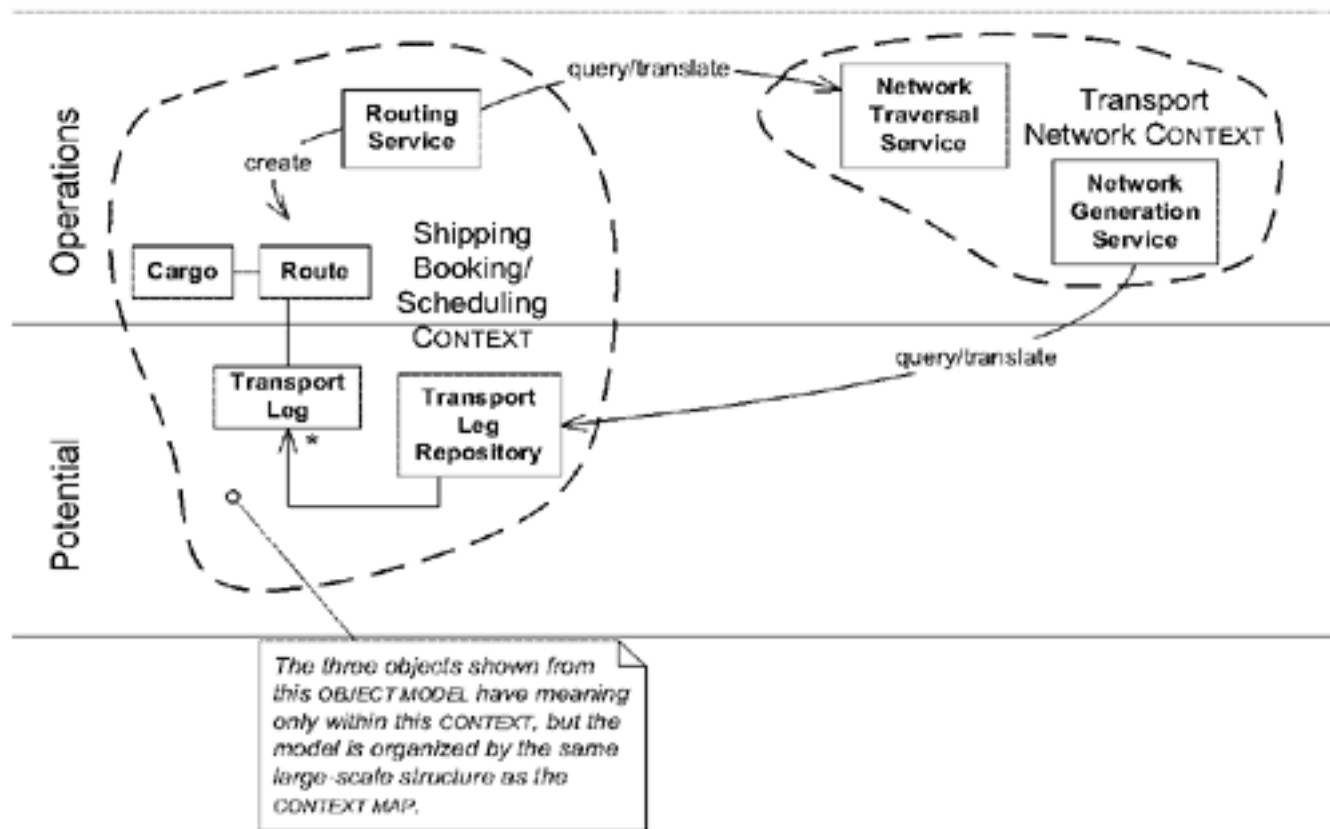 Operations
query/translate
Routing
Service
create
Cargo
Route
Shipping
Booking/
Scheduling
CONTEXT
Network
Traversal
Service
Transport
Network CONTEXT
Network
Generation
Service
query/translate
Potential
Transport
Leg
*
Transport
Leg
Repository
The three objects shown from
this OBJECT MODEL have meaning
only within this CONTEXT, but the
model is organized by the same
large-scale structure as the
CONTEXT MAP.